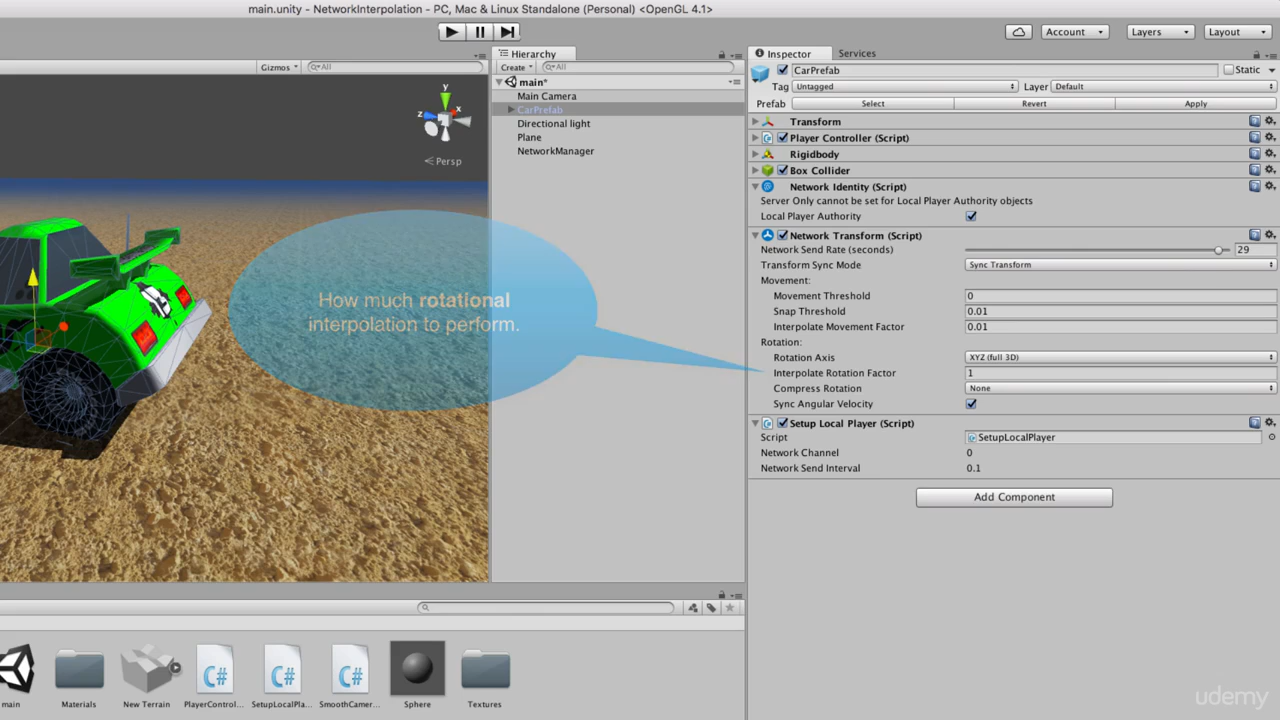 main.unity - NetworkInterpolation - PC, Mac & Linux Standalone (Personal) <OpenGL 4.1>
Account
Layers
Layout
Gizmos
All
y
x
z
Persp
Hierarchy
Create
All
main*
Main Camera
CarPrefab
Directional light
Plane
NetworkManager
How much rotational
interpolation to perform.
Inspector
Services
CarPrefab
Static
Tag
Untagged
Layer
Default
Prefab
Select
Revert
Apply
Transform
Player Controller (Script)
Rigidbody
Box Collider
Network Identity (Script)
Server Only cannot be set for Local Player Authority objects
Local Player Authority
Network Transform (Script)
Network Send Rate (seconds)
29
Transform Sync Mode
Sync Transform
Movement:
Movement Threshold
0
Snap Threshold
0.01
Interpolate Movement Factor
0.01
Rotation:
Rotation Axis
XYZ (full 3D)
Interpolate Rotation Factor
1
Compress Rotation
None
Sync Angular Velocity
Setup Local Player (Script)
Script
SetupLocalPlayer
Network Channel
0
Network Send Interval
0.1
Add Component
main
Materials
New Terrain
PlayerControl...
SetupLocalPla...
SmoothCamer...
Sphere
Textures
udemy